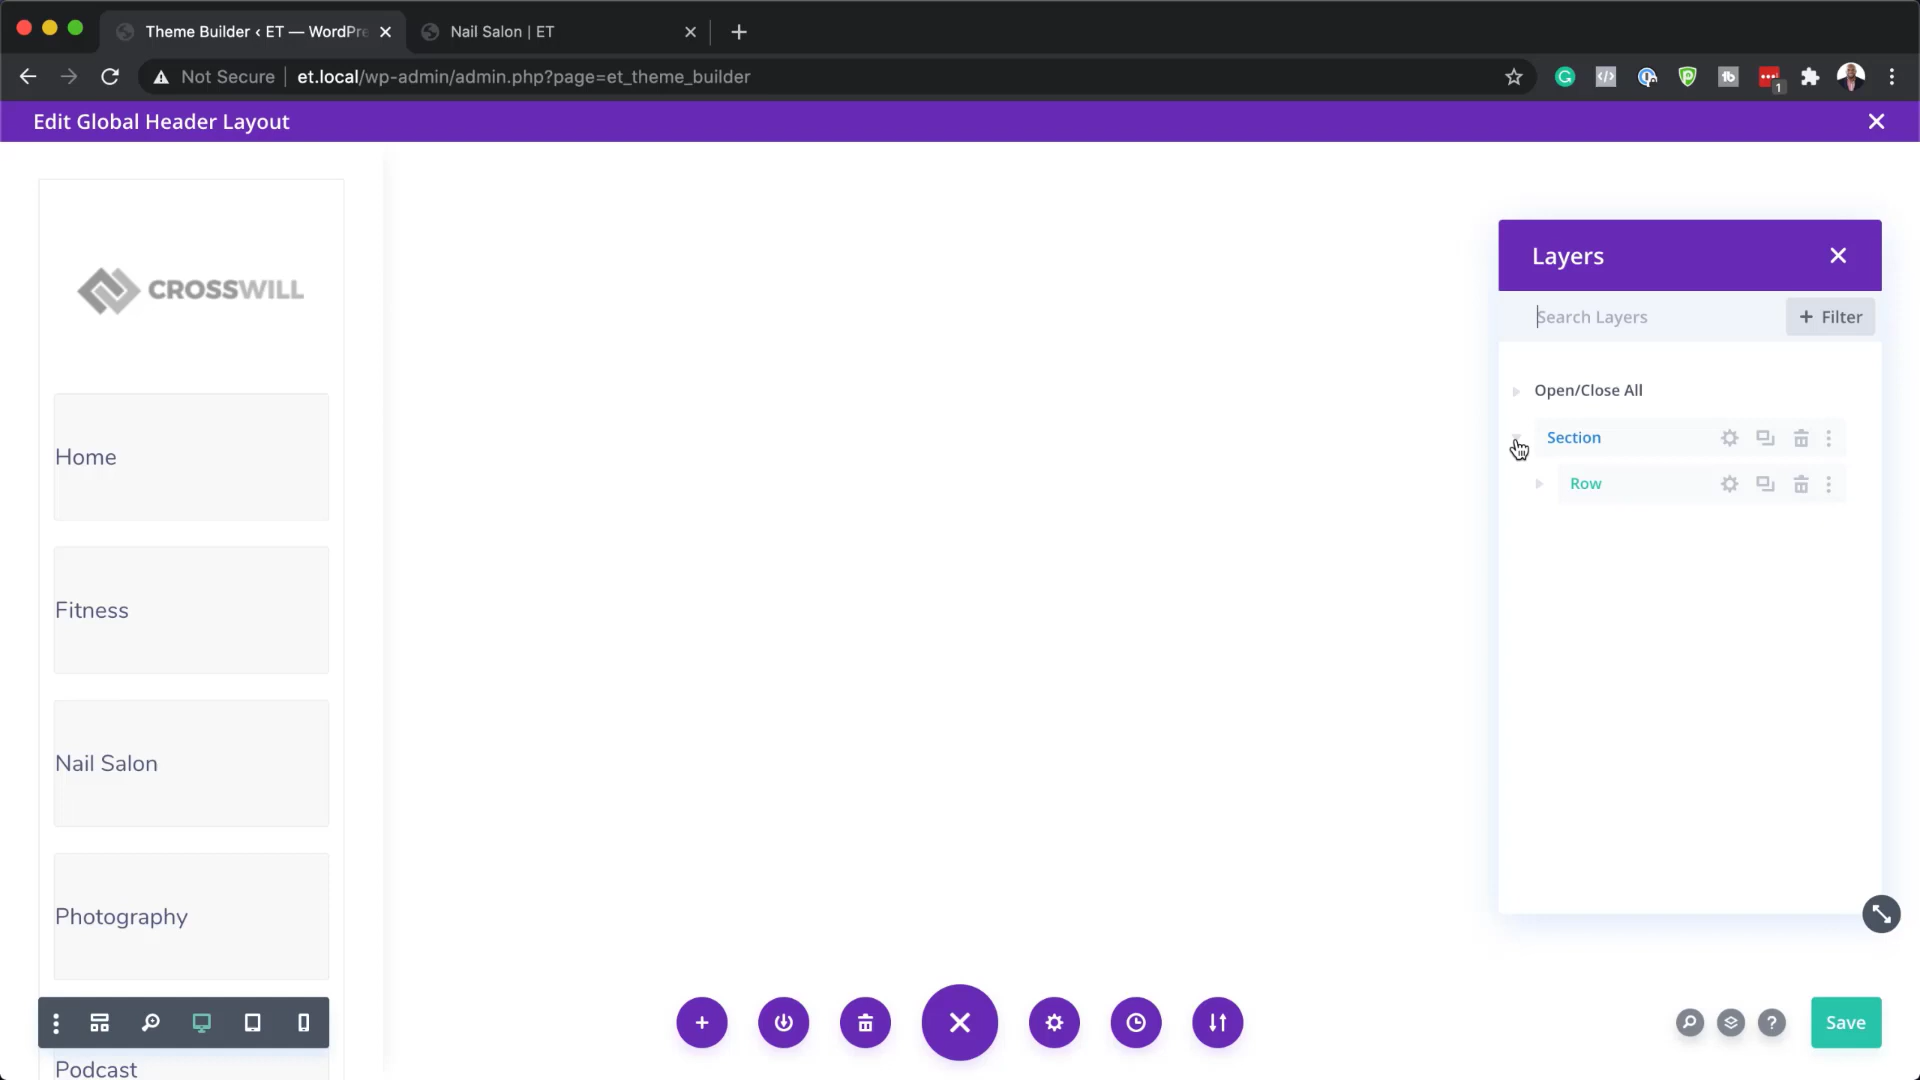 Theme Builder ‹ ET — WordPre
Nail Salon | ET
Not Secure
et.local/wp-admin/admin.php?page=et_theme_builder
1
Edit Global Header Layout
CROSSWILL
Home
Fitness
Nail Salon
Photography
Podcast
Layers
Search Layers
+ Filter
Open/Close All
Section
Row
Save